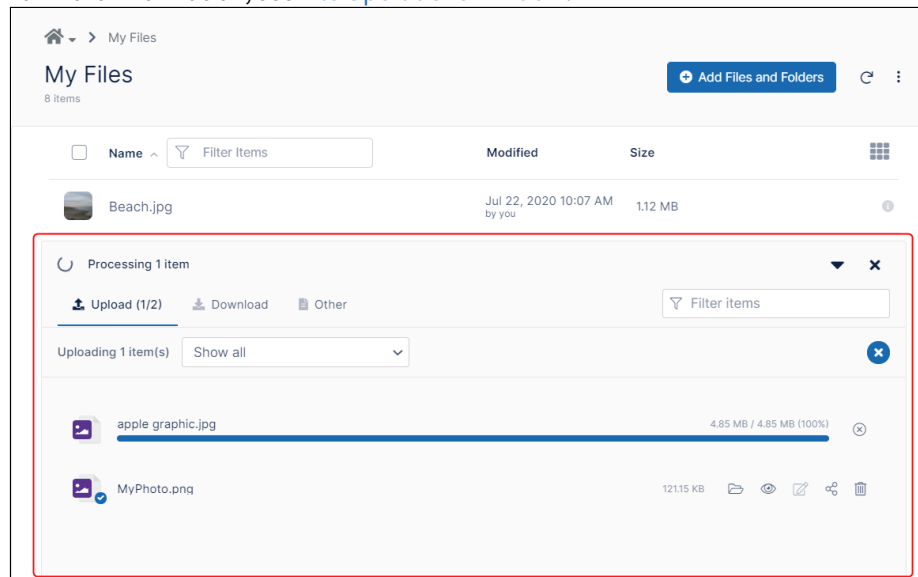 My Files
My Files
8 items
Add Files and Folders
Name
Filter Items
Modified
Size
Beach.jpg
Jul 22, 2020 10:07 AM
by you
1.12 MB
Processing 1 item
Upload (1/2)
Download
Other
Filter items
Uploading 1 item(s)
Show all
apple graphic.jpg
4.85 MB / 4.85 MB (100%)
MyPhoto.png
121.15 KB